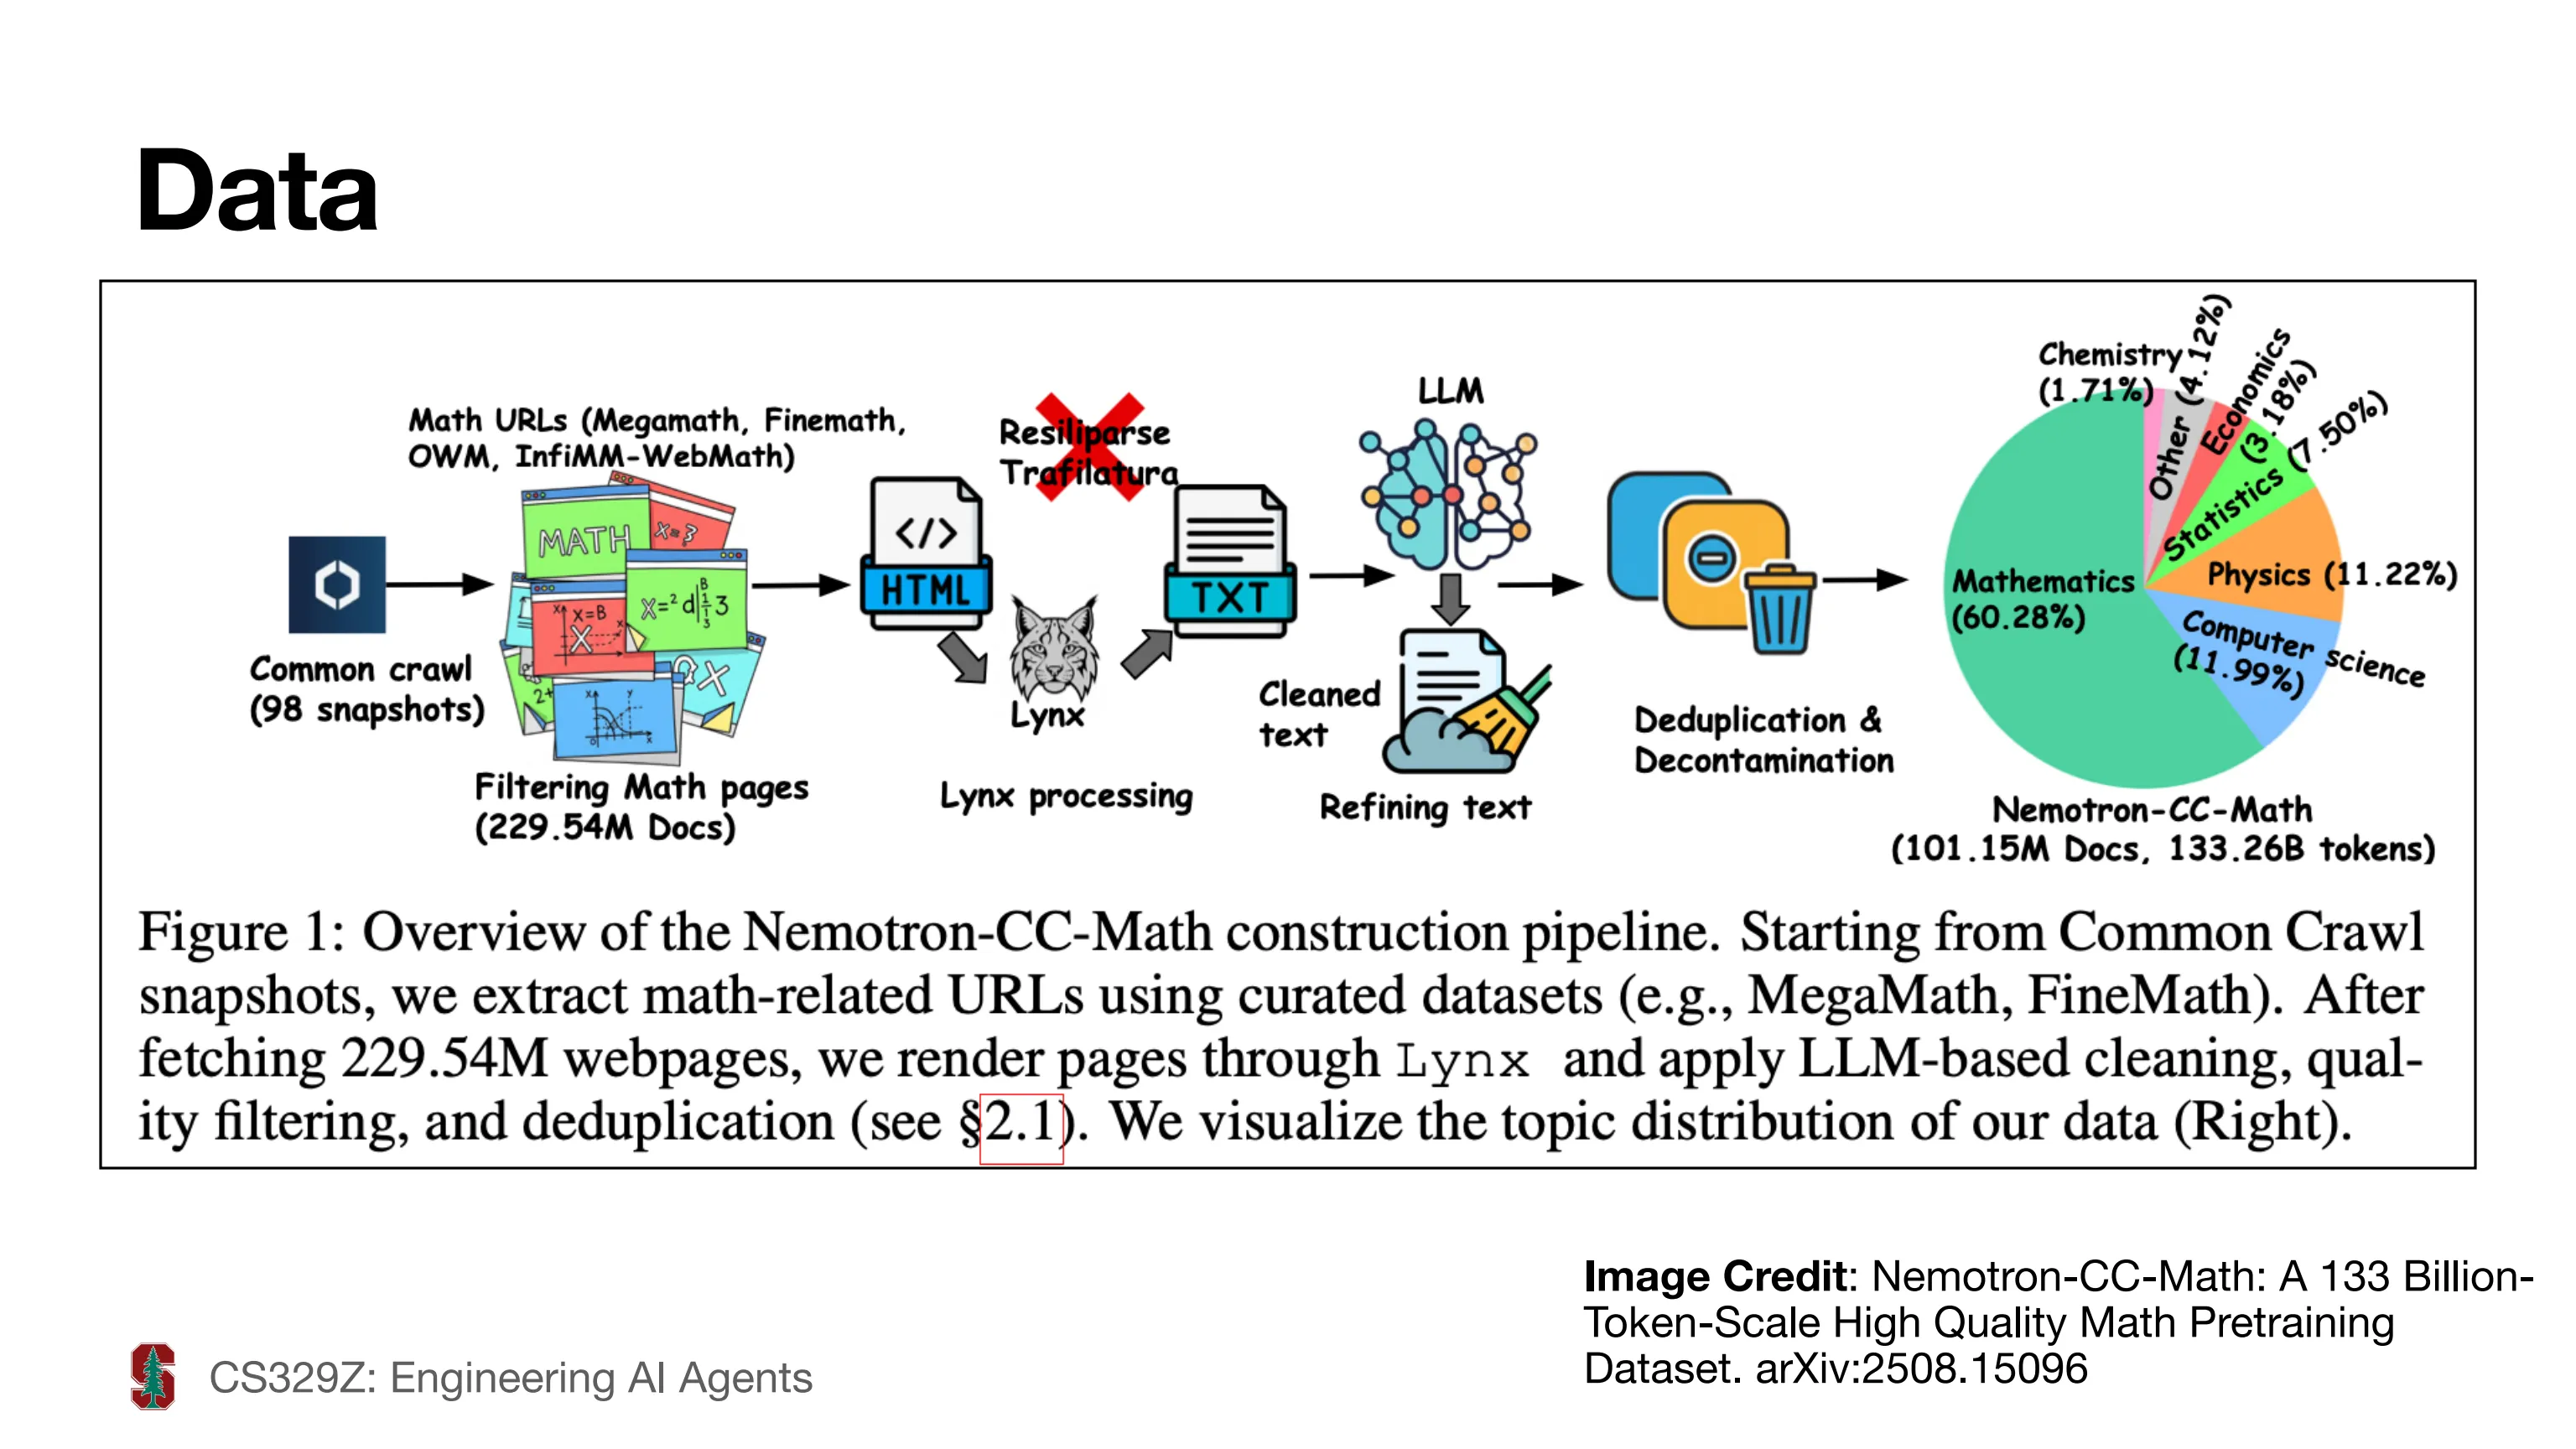 Data
Math URLs (Megamath, Finemath,
OWM, InfiMM-WebMath)
MATH
X=?
X=B
X
Common crawl
(98 snapshots)
Filtering Math pages
(229.54M Docs)
</>
HTML
Resiliparse
Trafilatura
Lynx
Lynx processing
TXT
LLM
Cleaned
text
Refining text
Deduplication &
Decontamination
Chemistry
(1.71%)
Other (4.12%)
Economics
(3.18%)
Statistics (7.50%)
Physics (11.22%)
Computer science
(11.99%)
Mathematics
(60.28%)
Nemotron-CC-Math
(101.15M Docs, 133.26B tokens)
Figure 1: Overview of the Nemotron-CC-Math construction pipeline. Starting from Common Crawl
snapshots, we extract math-related URLs using curated datasets (e.g., MegaMath, FineMath). After
fetching 229.54M webpages, we render pages through Lynx and apply LLM-based cleaning, qual-
ity filtering, and deduplication (see §2.1). We visualize the topic distribution of our data (Right).
Image Credit: Nemotron-CC-Math: A 133 Billion-
Token-Scale High Quality Math Pretraining
Dataset. arXiv:2508.15096
CS329Z: Engineering AI Agents